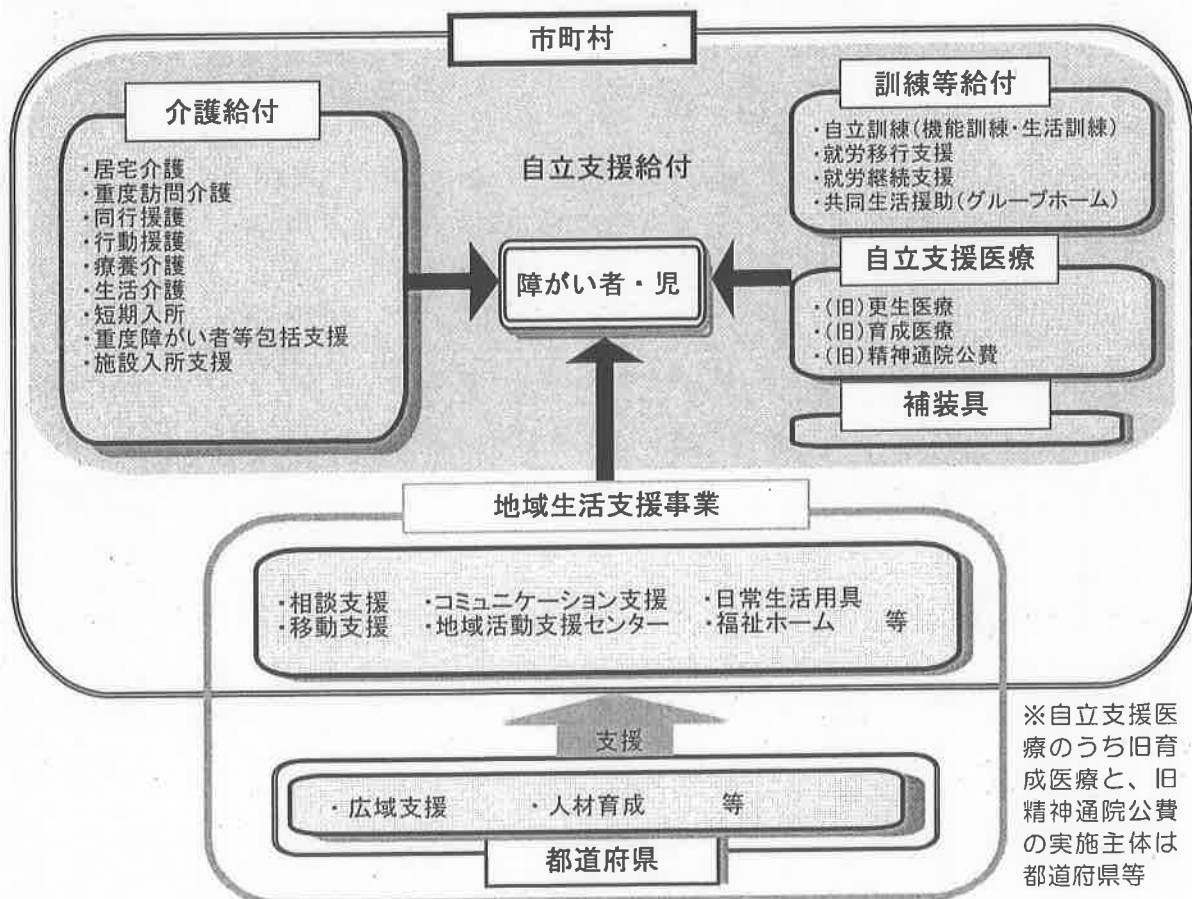 市町村
介護給付
・居宅介護
・重度訪問介護
・同行援護
・行動援護
・療養介護
・生活介護
・短期入所
・重度障がい者等包括支援
・施設入所支援
自立支援給付
障がい者・児
訓練等給付
・自立訓練(機能訓練・生活訓練)
・就労移行支援
・就労継続支援
・共同生活援助(グループホーム)
自立支援医療
・(旧)更生医療
・(旧)育成医療
・(旧)精神通院公費
補装具
地域生活支援事業
・相談支援 ・コミュニケーション支援 ・日常生活用具
・移動支援 ・地域活動支援センター ・福祉ホーム 等
支援
・広域支援 ・人材育成 等
都道府県
※自立支援医
療のうち旧育
成医療と、旧
精神通院公費
の実施主体は
都道府県等